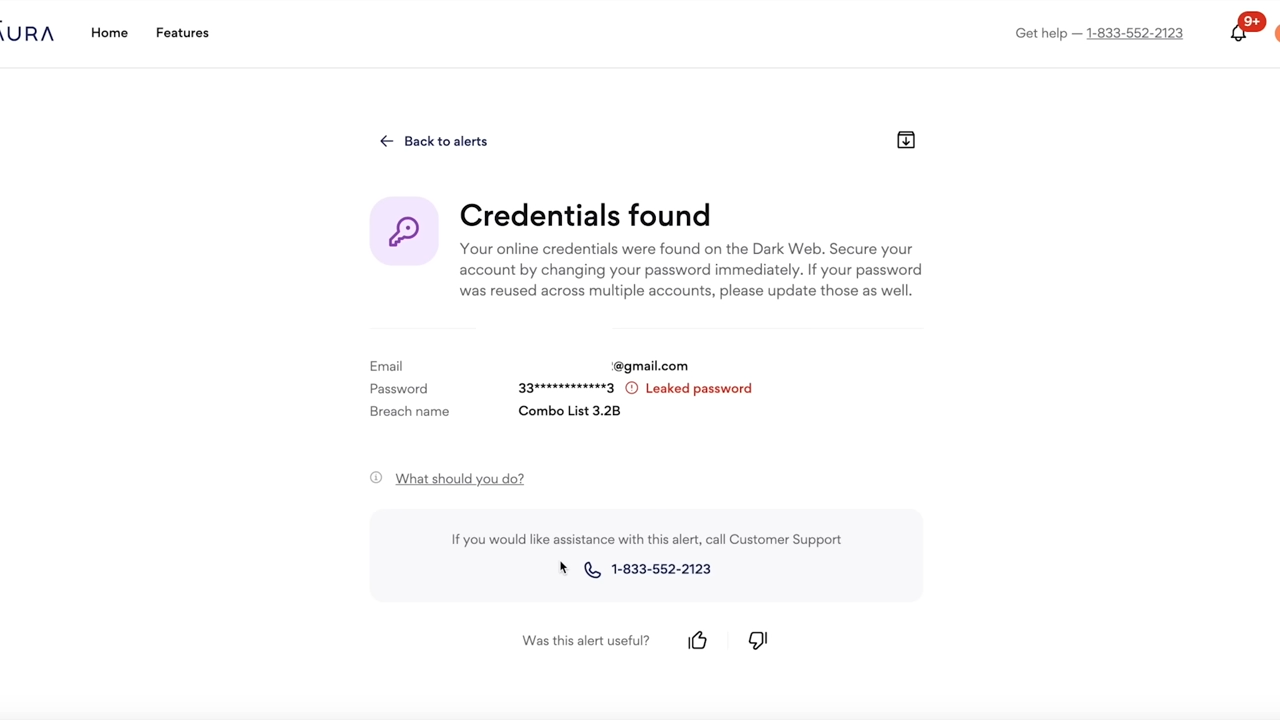 AURA
Home
Features
Get help — 1-833-552-2123
9+
Back to alerts
Credentials found
Your online credentials were found on the Dark Web. Secure your
account by changing your password immediately. If your password
was reused across multiple accounts, please update those as well.
Email @gmail.com
Password 33************3 Leaked password
Breach name Combo List 3.2B
What should you do?
If you would like assistance with this alert, call Customer Support
1-833-552-2123
Was this alert useful?